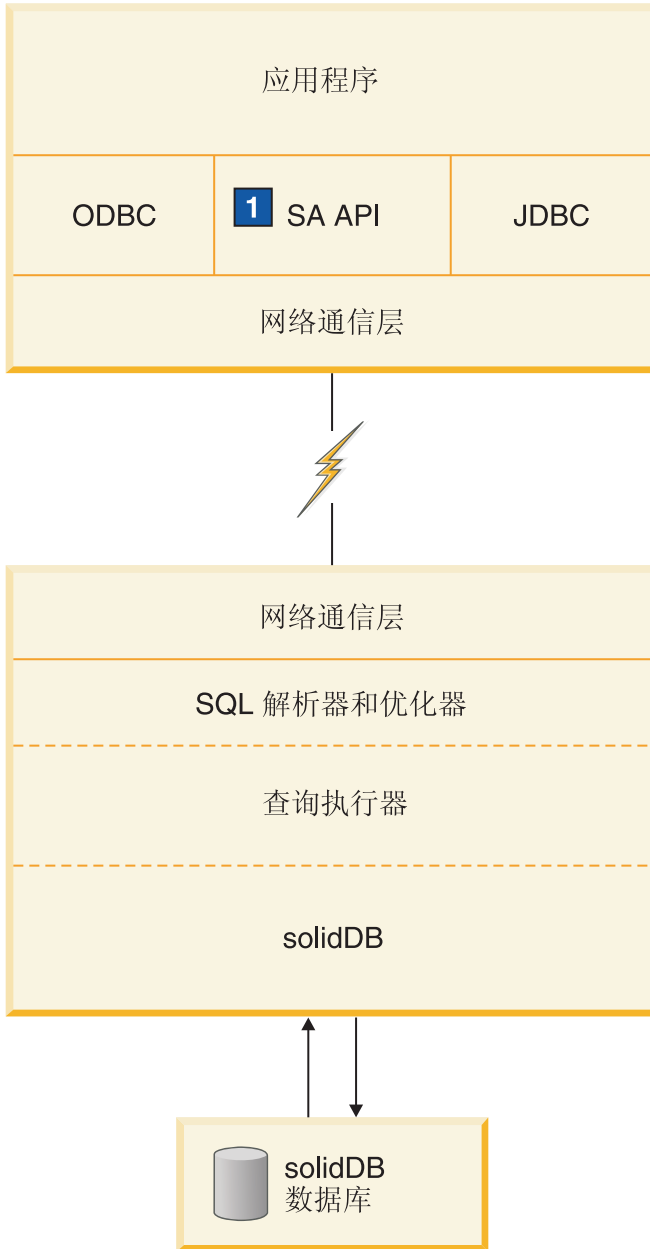 应用程序
ODBC
1
SA API
JDBC
网络通信层
网络通信层
SQL 解析器和优化器
查询执行器
solidDB
solidDB
数据库